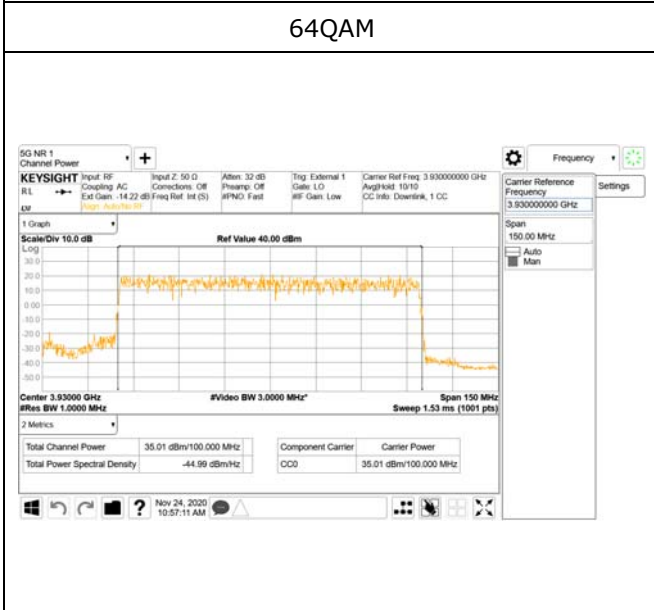 64QAM
5G NR 1
Channel Power
+
Frequency
KEYSIGHT
Input: RF
Input Z: 50 Ω
Atten: 32 dB
Trig: External 1
Carrier Ref Freq: 3.930000000 GHz
RL
Coupling: AC
Corrections: Off
Preamp: Off
Gate: LO
Avg|Hold: 10/10
Ext Gain: -14.22 dB
Freq Ref: Int (S)
#PNO: Fast
#IF Gain: Low
CC Info: Downlink, 1 CC
Align: Auto/No RF
Carrier Reference
Frequency
3.930000000 GHz
Settings
Span
150.00 MHz
Auto
Man
1 Graph
Scale/Div 10.0 dB
Ref Value 40.00 dBm
Log
30.0
20.0
10.0
0.00
-10.0
-20.0
-30.0
-40.0
-50.0
Center 3.93000 GHz
#Video BW 3.0000 MHz*
Span 150 MHz
#Res BW 1.0000 MHz
Sweep 1.53 ms (1001 pts)
2 Metrics
Total Channel Power
35.01 dBm/100.000 MHz
Component Carrier
Carrier Power
Total Power Spectral Density
-44.99 dBm/Hz
CC0
35.01 dBm/100.000 MHz
?
Nov 24, 2020
10:57:11 AM